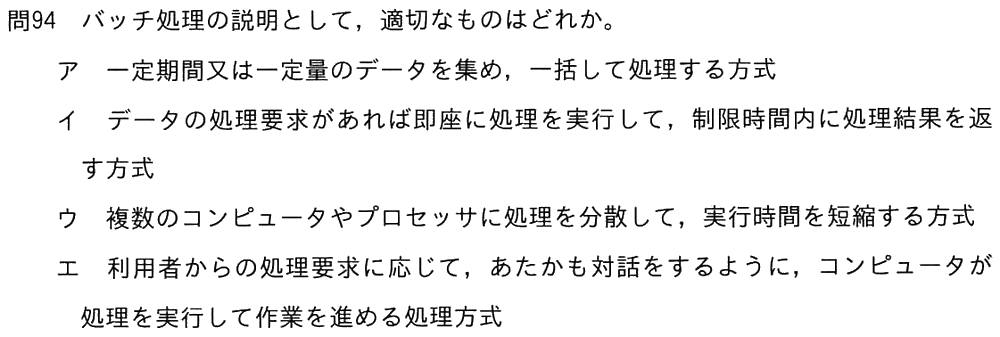 問94 バッチ処理の説明として，適切なものはどれか。
ア 一定期間又は一定量のデータを集め，一括して処理する方式
イ データの処理要求があれば即座に処理を実行して，制限時間内に処理結果を返
す方式
ウ 複数のコンピュータやプロセッサに処理を分散して，実行時間を短縮する方式
エ 利用者からの処理要求に応じて，あたかも対話をするように，コンピュータが
処理を実行して作業を進める処理方式